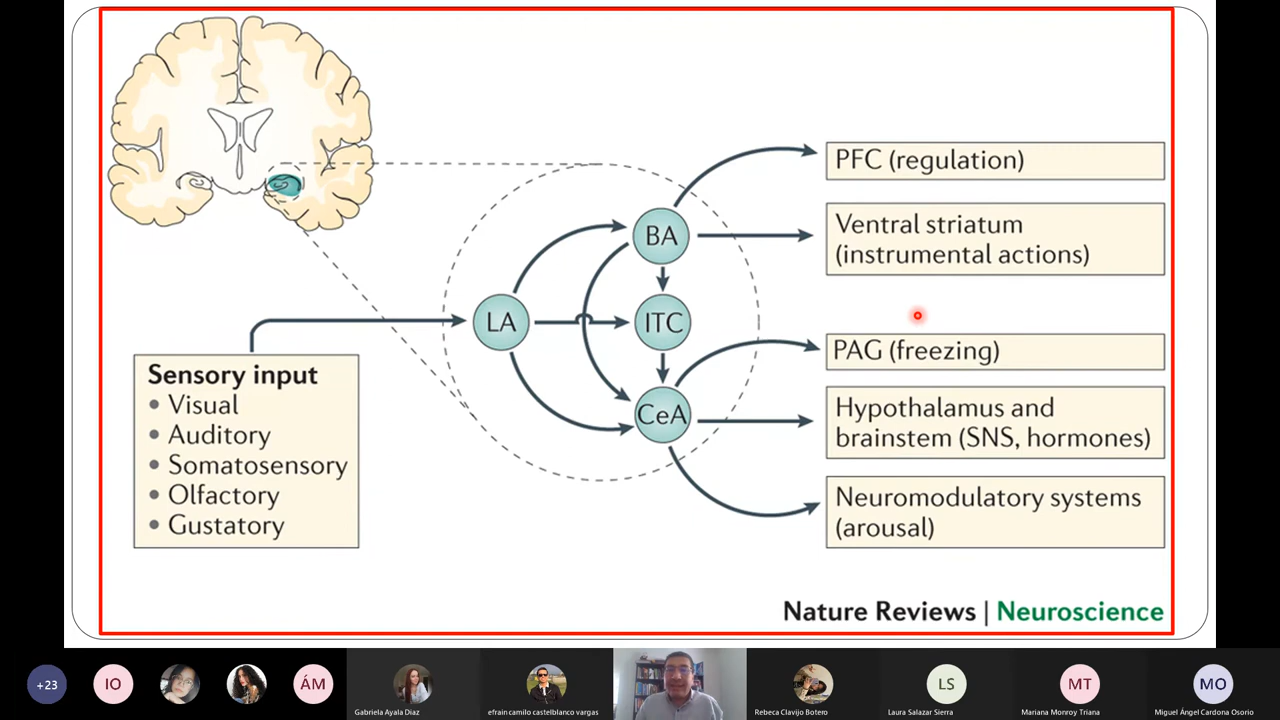 PFC (regulation)
Ventral striatum
(instrumental actions)
BA
LA
ITC
PAG (freezing)
CeA
Hypothalamus and
brainstem (SNS, hormones)
Neuromodulatory systems
(arousal)
Sensory input
• Visual
• Auditory
• Somatosensory
• Olfactory
• Gustatory
Nature Reviews | Neuroscience
+23
IO
ÁM
Gabriela Ayala Diaz
efrain camilo castelblanco vargas
Rebeca Clavijo Botero
LS
Laura Salazar Sierra
MT
Mariana Monroy Triana
MO
Miguel Ángel Cardona Osorio